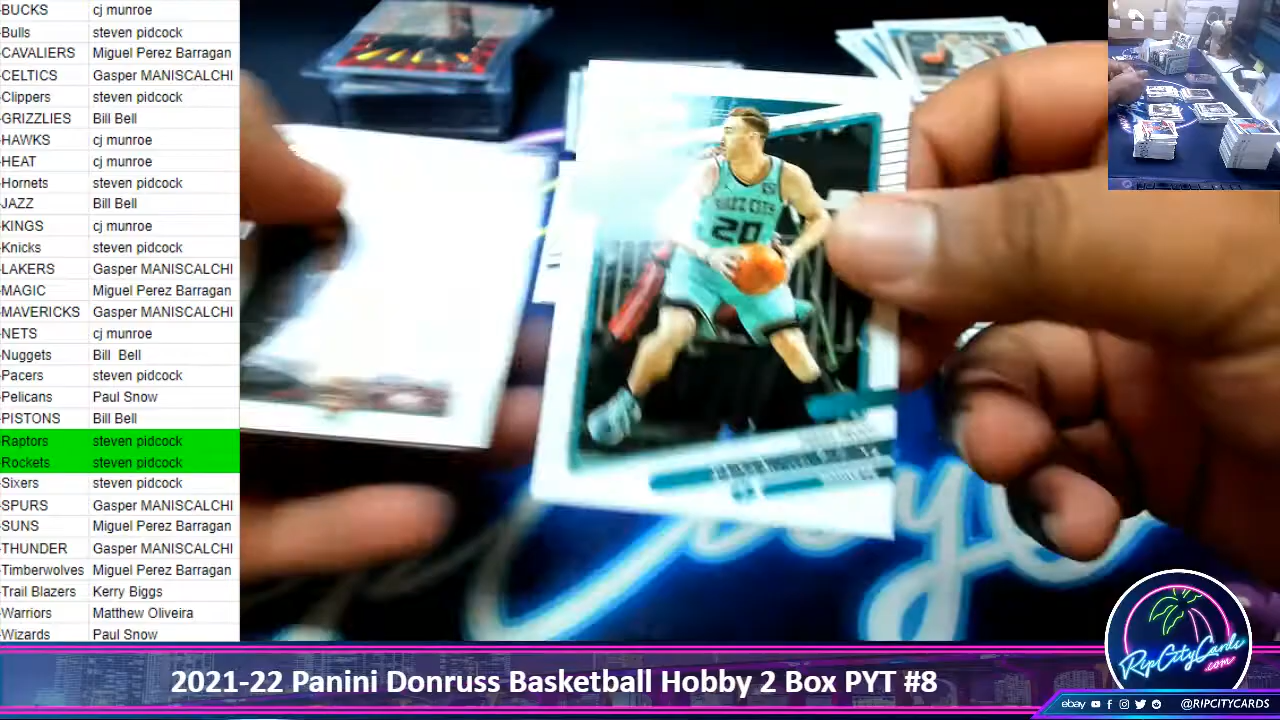 -BUCKS cj munroe
-Bulls steven pidcock
-CAVALIERS Miguel Perez Barragan
-CELTICS Gasper MANISCALCHI
-Clippers steven pidcock
-GRIZZLIES Bill Bell
-HAWKS cj munroe
-HEAT cj munroe
-Hornets steven pidcock
-JAZZ Bill Bell
-KINGS cj munroe
-Knicks steven pidcock
-LAKERS Gasper MANISCALCHI
-MAGIC Miguel Perez Barragan
-MAVERICKS Gasper MANISCALCHI
-NETS cj munroe
-Nuggets Bill  Bell
-Pacers steven pidcock
-Pelicans Paul Snow
-PISTONS Bill Bell
-Raptors steven pidcock
-Rockets steven pidcock
-Sixers steven pidcock
-SPURS Gasper MANISCALCHI
-SUNS Miguel Perez Barragan
-THUNDER Gasper MANISCALCHI
-Timberwolves Miguel Perez Barragan
-Trail Blazers Kerry Biggs
-Warriors Matthew Oliveira
-Wizards Paul Snow
BUZZ CITY
20
RipCityCards
.com
2021-22 Panini Donruss Basketball Hobby 2 Box PYT #8
ebay @RIPCITYCARDS